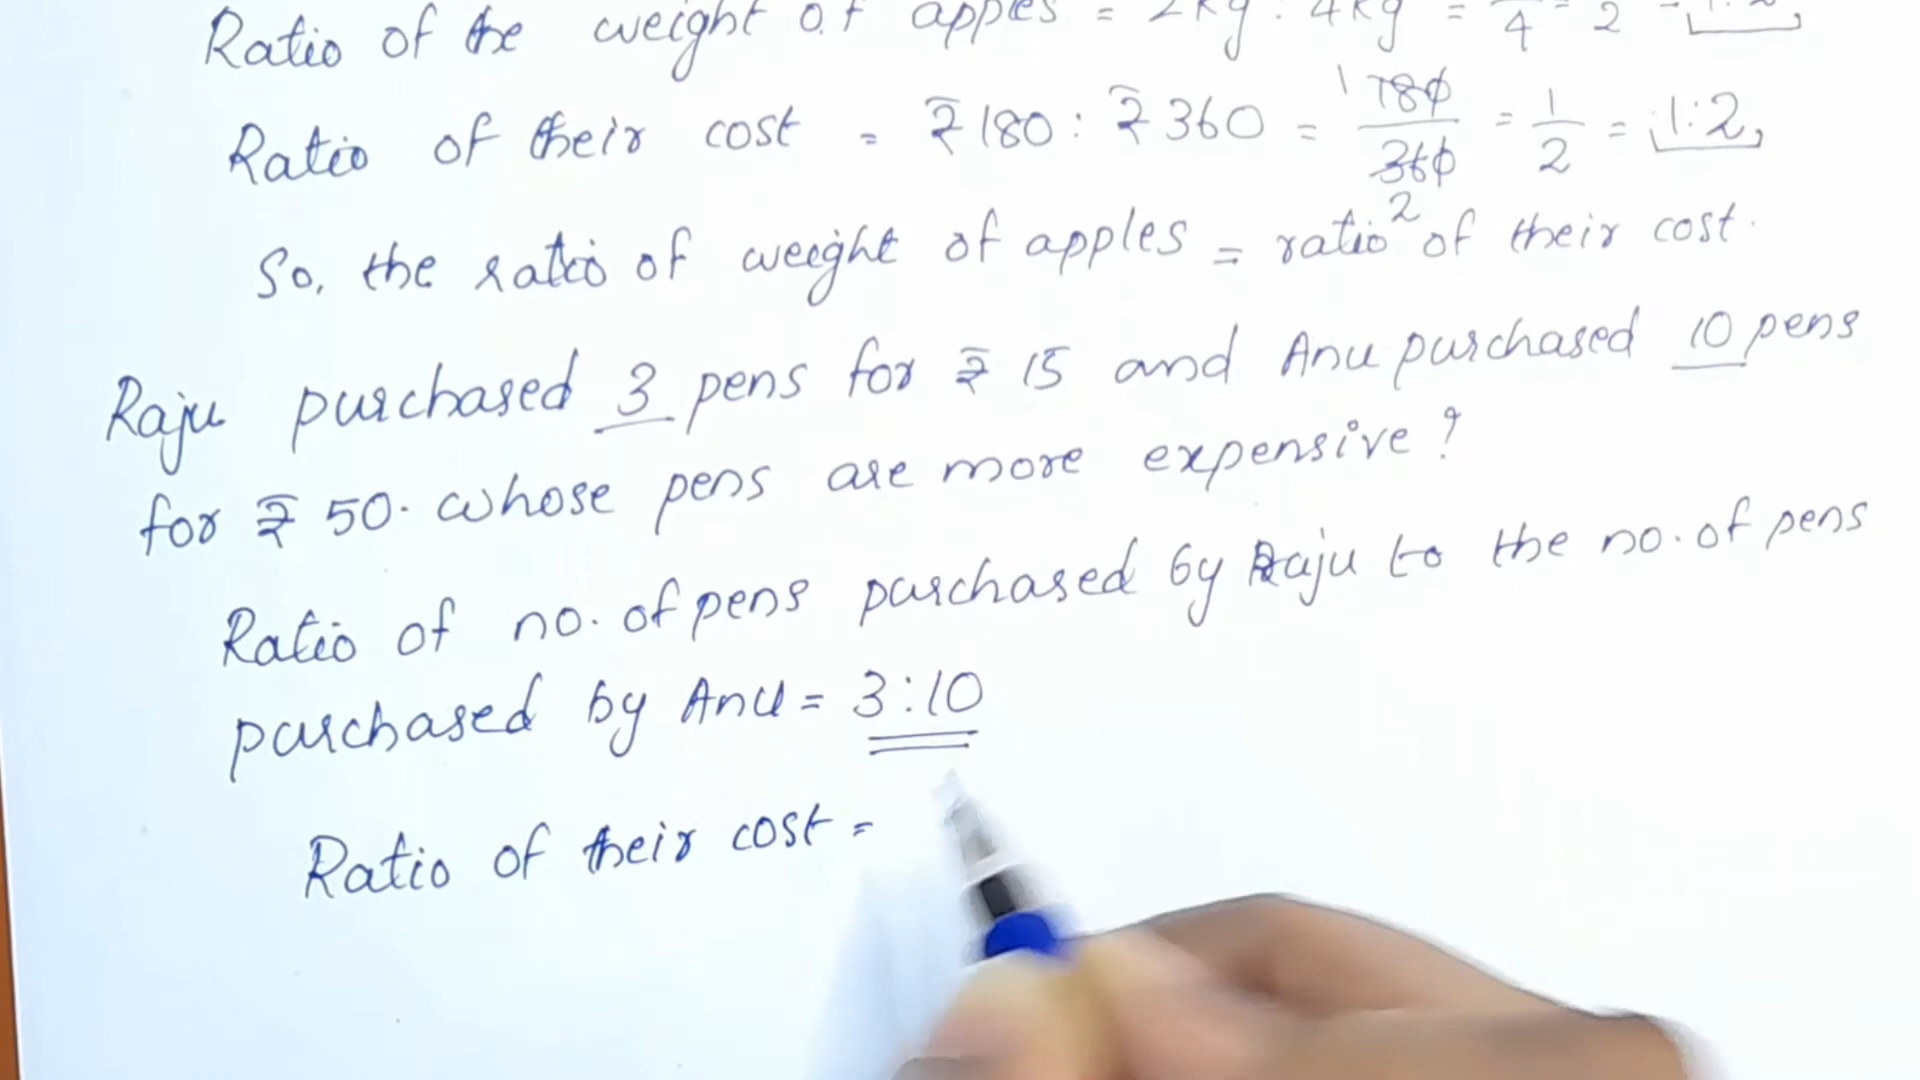 Ratio of the weight of apples = 2kg : 4kg = /4 = /2 = 1:2,
Ratio of their cost = ₹180 : ₹360 = 1 180/360 2 = 1/2 = 1:2,
So, the ratio of weight of apples = ratio of their cost.
Raju purchased 3 pens for ₹ 15 and Anu purchased 10 pens
for ₹ 50. whose pens are more expensive?
Ratio of no. of pens purchased by Raju to the no. of pens
purchased by Anu = 3:10
Ratio of their cost =